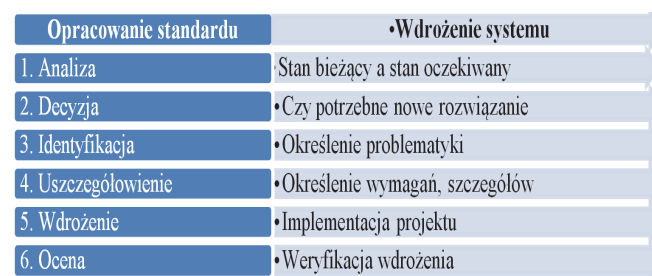 Opracowanie standardu •Wdrożenie systemu
1. Analiza •Stan bieżący a stan oczekiwany
2. Decyzja •Czy potrzebne nowe rozwiązanie
3. Identyfikacja •Określenie problematyki
4. Uszczegółowienie •Określenie wymagań, szczególów
5. Wdrożenie •Implementacja projektu
6. Ocena •Weryfikacja wdrożenia